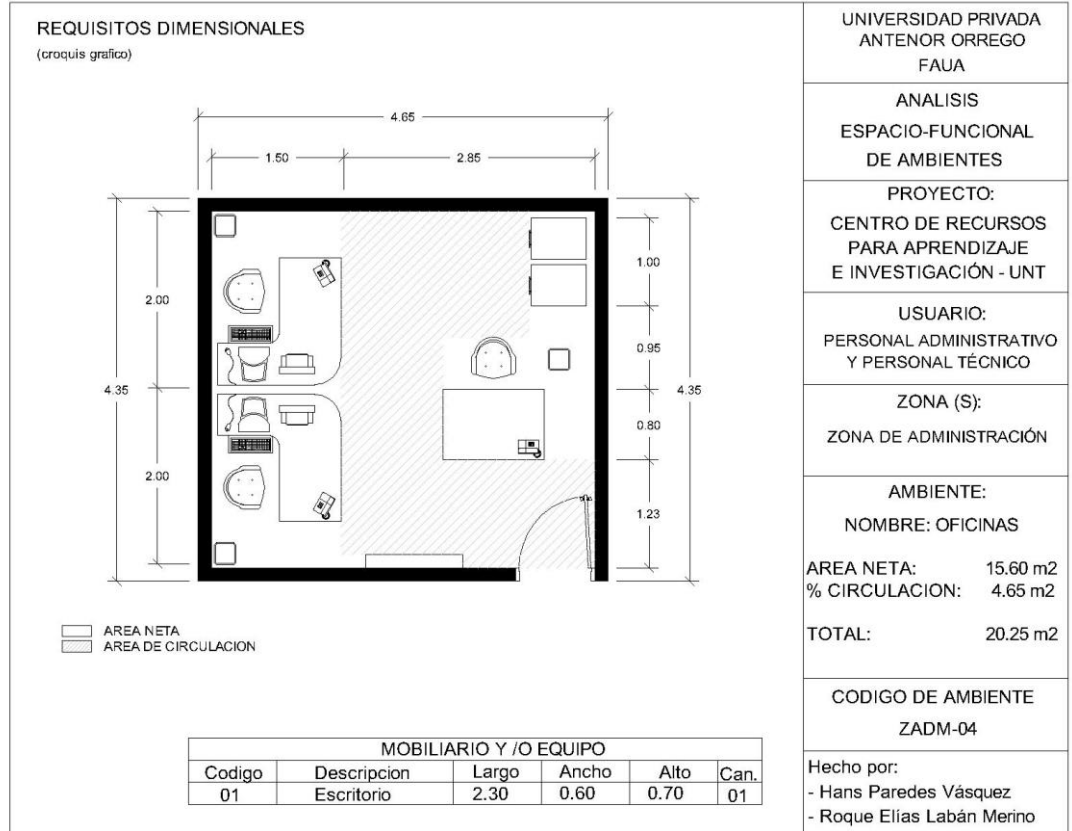 REQUISITOS DIMENSIONALES
(croquis grafico)
4.65
1.50
2.85
4.35
2.00
2.00
1.00
0.95
0.80
1.23
4.35
AREA NETA
AREA DE CIRCULACION
MOBILIARIO Y /O EQUIPO
Codigo Descripcion Largo Ancho Alto Can.
01 Escritorio 2.30 0.60 0.70 01
UNIVERSIDAD PRIVADA
ANTENOR ORREGO
FAUA
ANALISIS
ESPACIO-FUNCIONAL
DE AMBIENTES
PROYECTO:
CENTRO DE RECURSOS
PARA APRENDIZAJE
E INVESTIGACIÓN - UNT
USUARIO:
PERSONAL ADMINISTRATIVO
Y PERSONAL TÉCNICO
ZONA (S):
ZONA DE ADMINISTRACIÓN
AMBIENTE:
NOMBRE: OFICINAS
AREA NETA: 15.60 m2
% CIRCULACION: 4.65 m2
TOTAL: 20.25 m2
CODIGO DE AMBIENTE
ZADM-04
Hecho por:
- Hans Paredes Vásquez
- Roque Elías Labán Merino